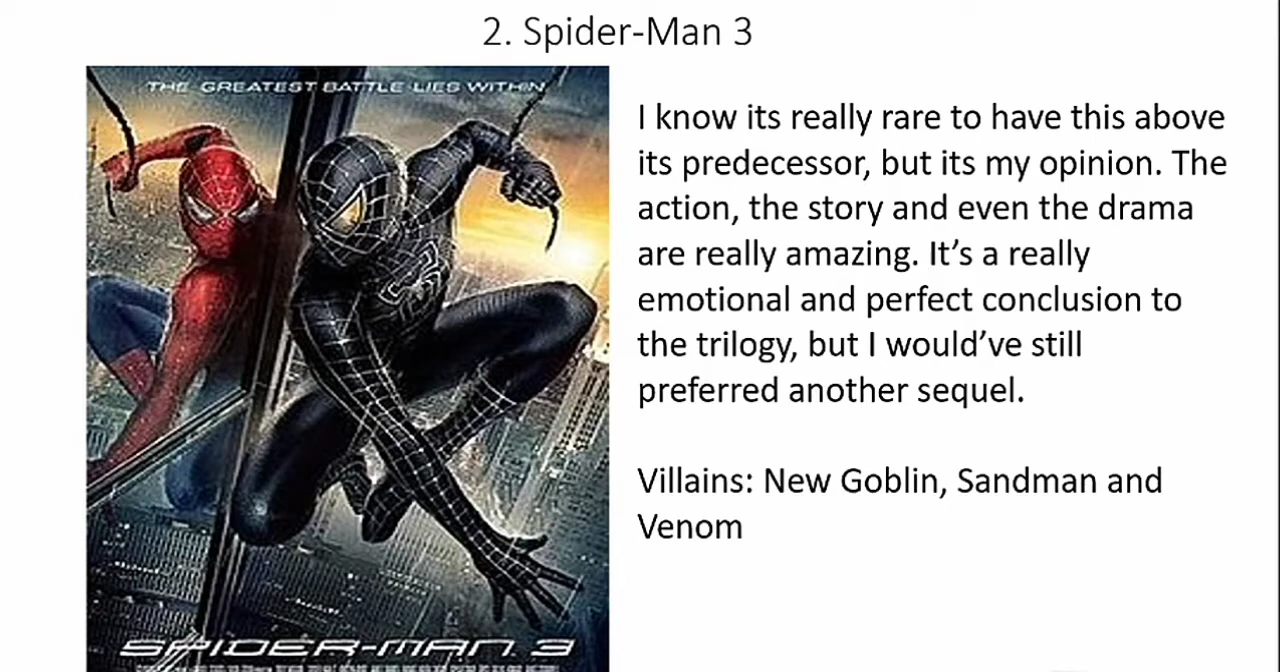 2. Spider-Man 3
THE GREATEST BATTLE LIES WITHIN
I know its really rare to have this above
its predecessor, but its my opinion. The
action, the story and even the drama
are really amazing. It’s a really
emotional and perfect conclusion to
the trilogy, but I would’ve still
preferred another sequel.
Villains: New Goblin, Sandman and
Venom
SPIDER-MAN 3